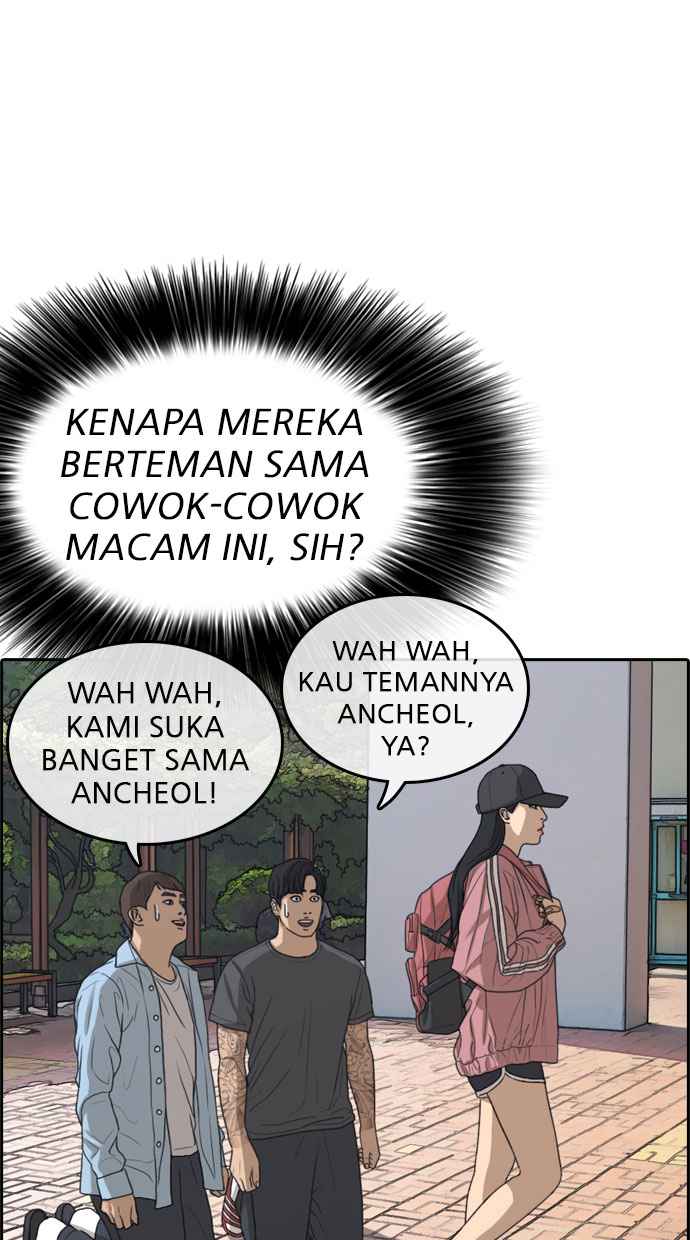 KENAPA MEREKA
BERTEMAN SAMA
COWOK-COWOK
MACAM INI, SIH?
WAH WAH,
KAMI SUKA
BANGET SAMA
ANCHEOL!
WAH WAH,
KAU TEMANNYA
ANCHEOL,
YA?